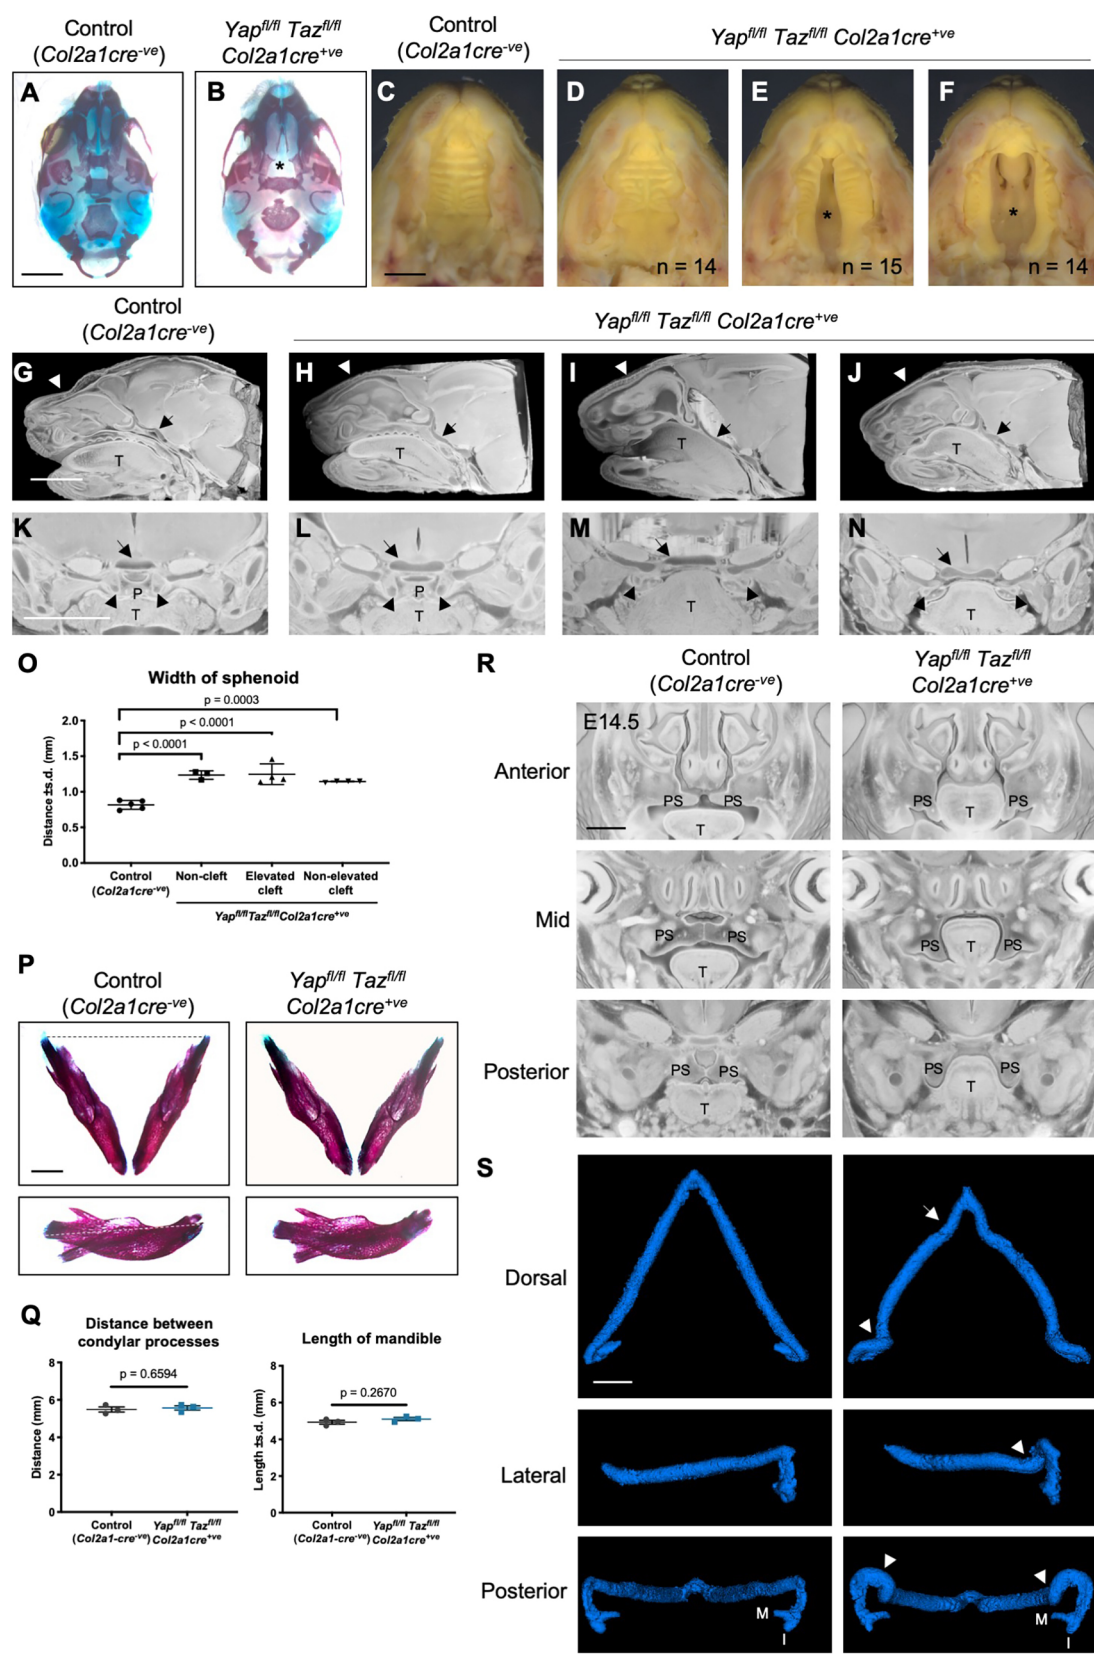 Control
(Col2a1cre-ve)
Yapfl/fl Tazfl/fl
Col2a1cre+ve
Control
(Col2a1cre-ve)
Yapfl/fl Tazfl/fl Col2a1cre+ve
A
B
*
C
D
n = 14
E
*
n = 15
F
*
n = 14
Control
(Col2a1cre-ve)
Yapfl/fl Tazfl/fl Col2a1cre+ve
G
T
H
T
I
T
J
T
K
P
T
L
P
T
M
T
N
T
O
Width of sphenoid
p = 0.0003
p < 0.0001
p < 0.0001
Distance ±s.d. (mm)
2.0
1.5
1.0
0.5
0.0
Control
(Col2a1cre-ve)
Non-cleft
Elevated
cleft
Non-elevated
cleft
Yapfl/flTazfl/flCol2a1cre+ve
P
Control
(Col2a1cre-ve)
Yapfl/fl Tazfl/fl
Col2a1cre+ve
Q
Distance between
condylar processes
p = 0.6594
Distance (mm)
8
6
4
2
0
Control
(Col2a1-cre-ve)
Yapfl/fl Tazfl/fl
Col2a1cre+ve
Length of mandible
p = 0.2670
Length ±s.d. (mm)
8
6
4
2
0
Control
(Col2a1-cre-ve)
Yapfl/fl Tazfl/fl
Col2a1cre+ve
R
Control
(Col2a1cre-ve)
Yapfl/fl Tazfl/fl
Col2a1cre+ve
Anterior
E14.5
PS PS
T
PS PS
T
Mid
PS PS
T
PS T PS
Posterior
PS PS
T
PS PS
T
S
Dorsal
Lateral
Posterior
M
I
M
I